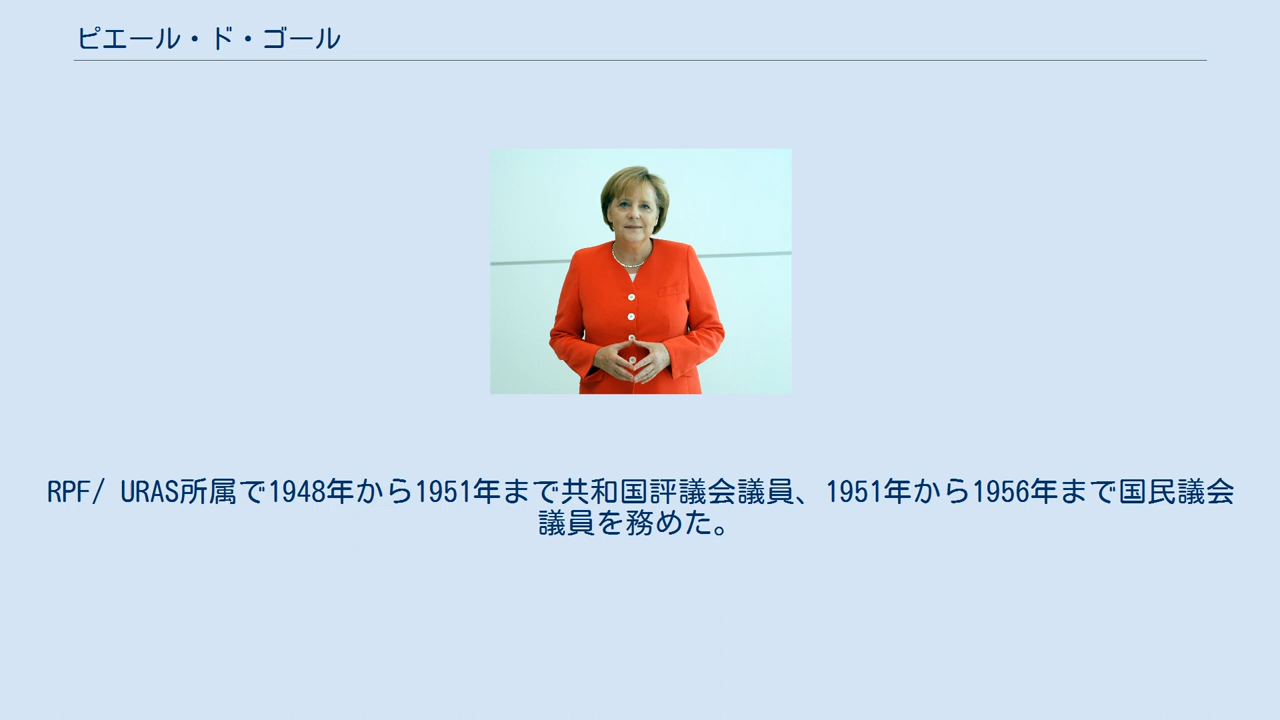 ピエール・ド・ゴール
RPF/ URAS所属で1948年から1951年まで共和国評議会議員、1951年から1956年まで国民議会
議員を務めた。